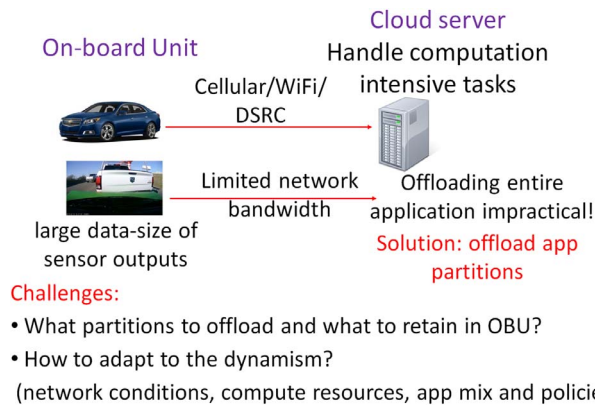 On-board Unit
Cloud server
Handle computation
intensive tasks
Cellular/WiFi/
DSRC
Limited network
bandwidth
large data-size of
sensor outputs
Offloading entire
application impractical!
Solution: offload app
partitions
Challenges:
• What partitions to offload and what to retain in OBU?
• How to adapt to the dynamism?
(network conditions, compute resources, app mix and policie